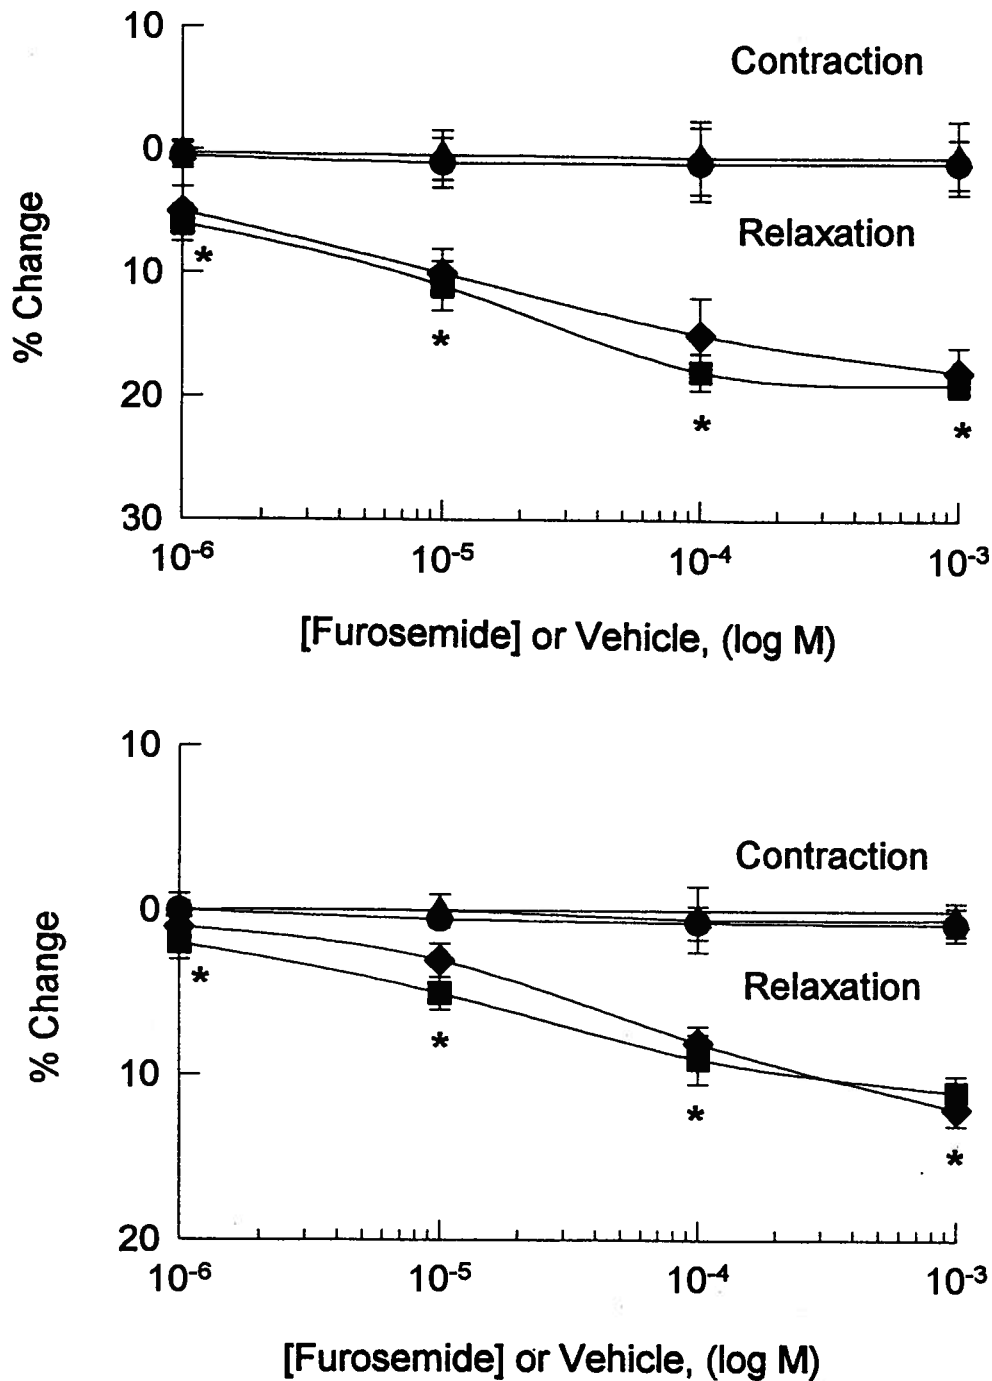 10
Contraction
0
Relaxation
*
10
*
20
*
*
30
10-6 10-5 10-4 10-3
% Change
[Furosemide] or Vehicle, (log M)
10
Contraction
0
*
Relaxation
*
10
*
*
20
10-6 10-5 10-4 10-3
% Change
[Furosemide] or Vehicle, (log M)